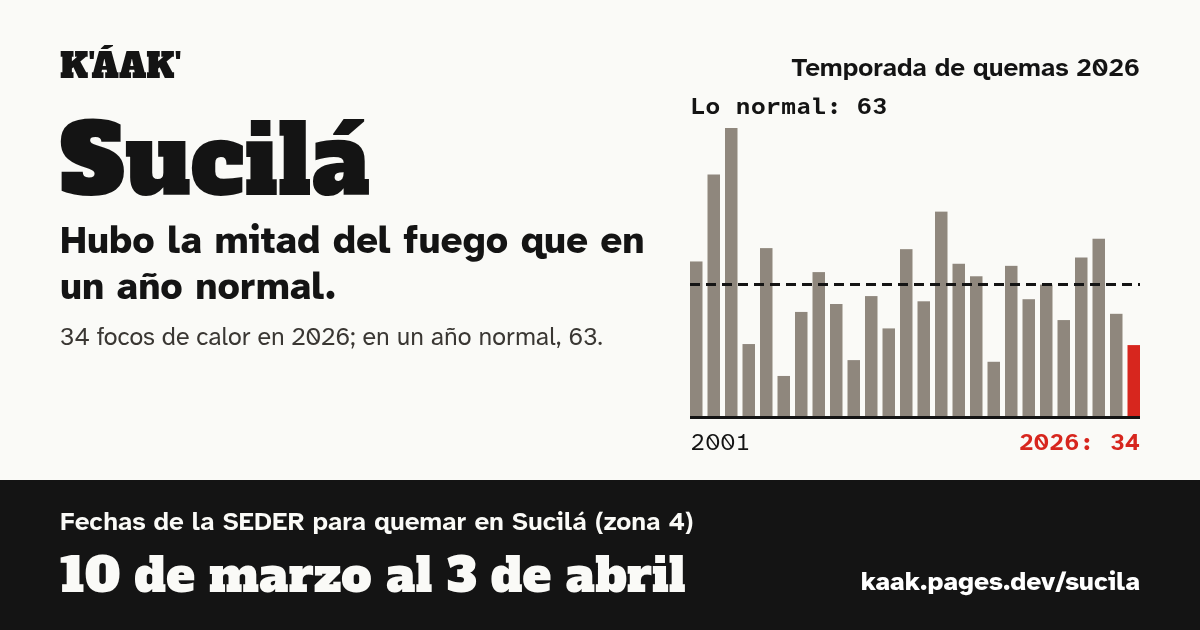 K'ÁAK'
Sucilá
Hubo la mitad del fuego que en
un año normal.
34 focos de calor en 2026; en un año normal, 63.
Temporada de quemas 2026
Lo normal: 63
2001
2026: 34
Fechas de la SEDER para quemar en Sucilá (zona 4)
10 de marzo al 3 de abril
kaak.pages.dev/sucila